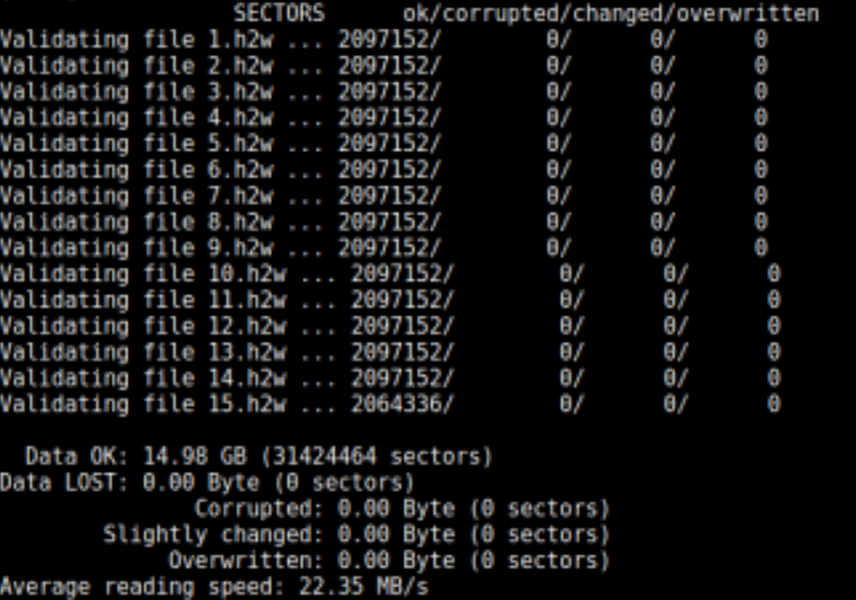 SECTORS      ok/corrupted/changed/overwritten
Validating file 1.h2w ... 2097152/        0/      0/      0
Validating file 2.h2w ... 2097152/        0/      0/      0
Validating file 3.h2w ... 2097152/        0/      0/      0
Validating file 4.h2w ... 2097152/        0/      0/      0
Validating file 5.h2w ... 2097152/        0/      0/      0
Validating file 6.h2w ... 2097152/        0/      0/      0
Validating file 7.h2w ... 2097152/        0/      0/      0
Validating file 8.h2w ... 2097152/        0/      0/      0
Validating file 9.h2w ... 2097152/        0/      0/      0
Validating file 10.h2w ... 2097152/        0/      0/      0
Validating file 11.h2w ... 2097152/        0/      0/      0
Validating file 12.h2w ... 2097152/        0/      0/      0
Validating file 13.h2w ... 2097152/        0/      0/      0
Validating file 14.h2w ... 2097152/        0/      0/      0
Validating file 15.h2w ... 2064336/        0/      0/      0
Data OK: 14.98 GB (31424464 sectors)
Data LOST: 0.00 Byte (0 sectors)
Corrupted: 0.00 Byte (0 sectors)
Slightly changed: 0.00 Byte (0 sectors)
Overwritten: 0.00 Byte (0 sectors)
Average reading speed: 22.35 MB/s